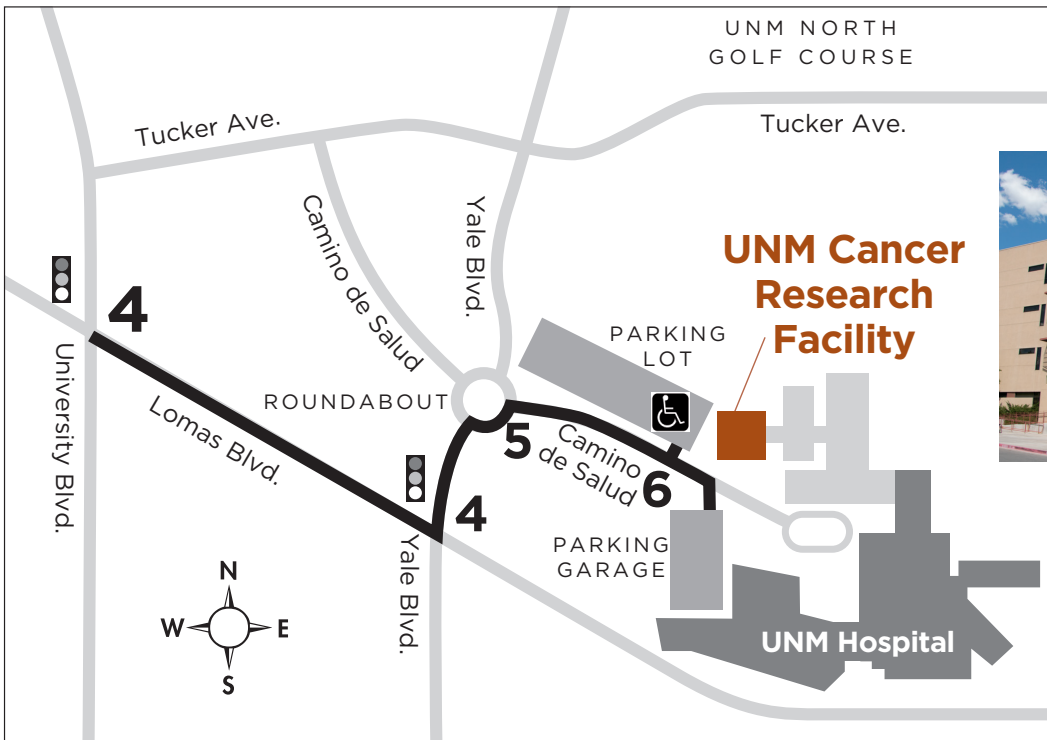 UNM NORTH
GOLF COURSE
Tucker Ave.
Tucker Ave.
Camino de Salud
Yale Blvd.
UNM Cancer
Research
Facility
4
PARKING
LOT
University Blvd.
ROUNDABOUT
Lomas Blvd.
5
Camino
de Salud
6
4
Yale Blvd.
PARKING
GARAGE
N
W
E
S
UNM Hospital